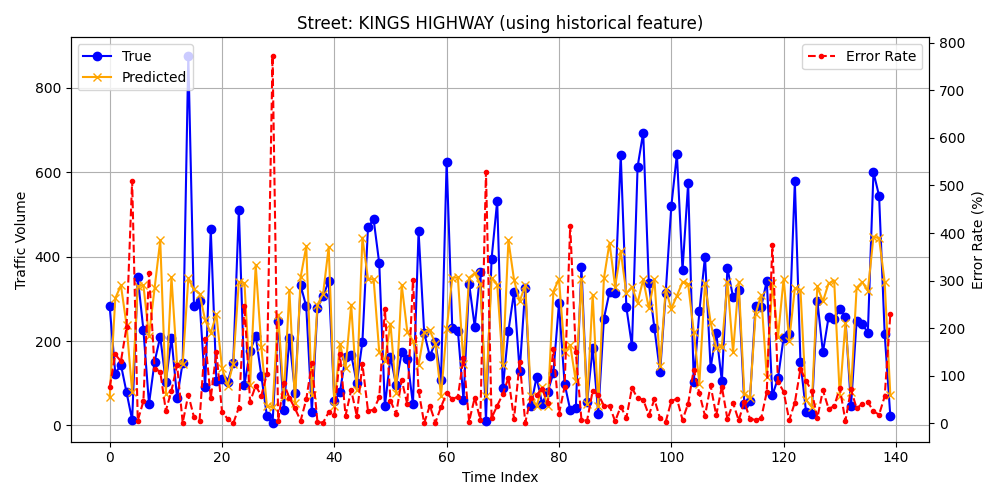 Street: KINGS HIGHWAY (using historical feature)
True
Predicted
Error Rate
Traffic Volume
800
600
400
200
0
800
700
600
500
400
300
200
100
0
Error Rate (%)
0 20 40 60 80 100 120 140
Time Index